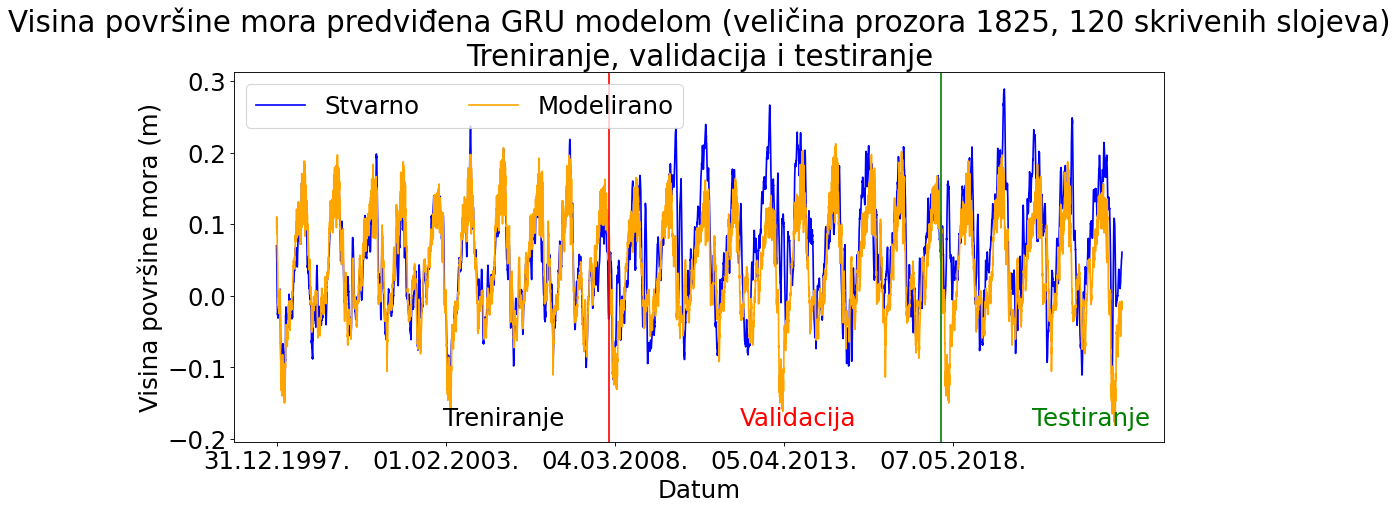 Visina površine mora predviđena GRU modelom (veličina prozora 1825, 120 skrivenih slojeva)
Treniranje, validacija i testiranje
Stvarno
Modelirano
Visina površine mora (m)
0.3
0.2
0.1
0.0
−0.1
−0.2
Treniranje
Validacija
Testiranje
31.12.1997.
01.02.2003.
04.03.2008.
05.04.2013.
07.05.2018.
Datum